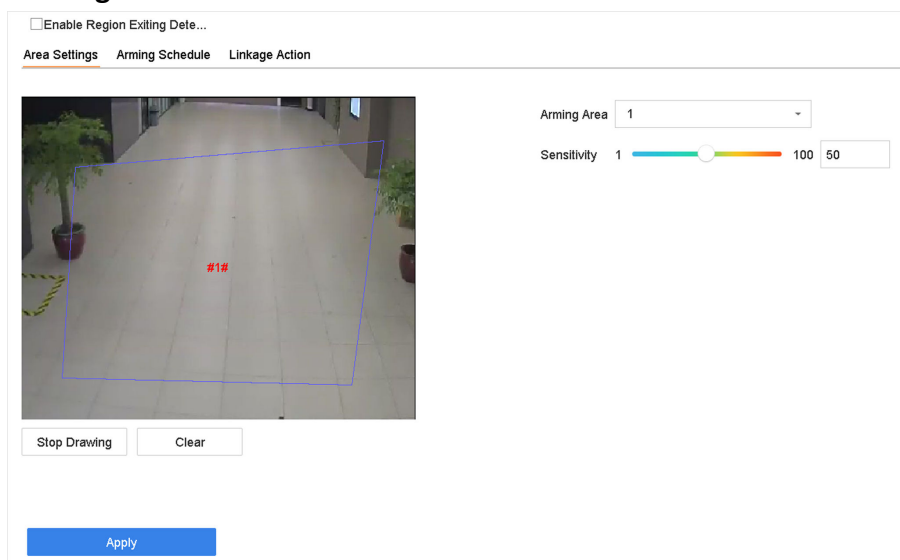 Enable Region Exiting Dete...
Area Settings Arming Schedule Linkage Action
Arming Area 1
Sensitivity 1 100 50
#1#
Stop Drawing Clear
Apply